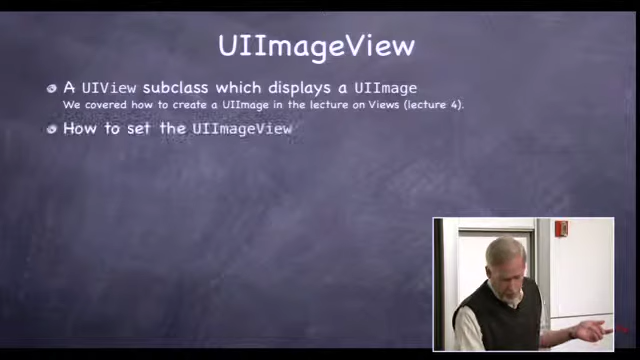 UIImageView
A UIView subclass which displays a UIImage
We covered how to create a UIImage in the lecture on Views (lecture 4).
How to set the UIImageView